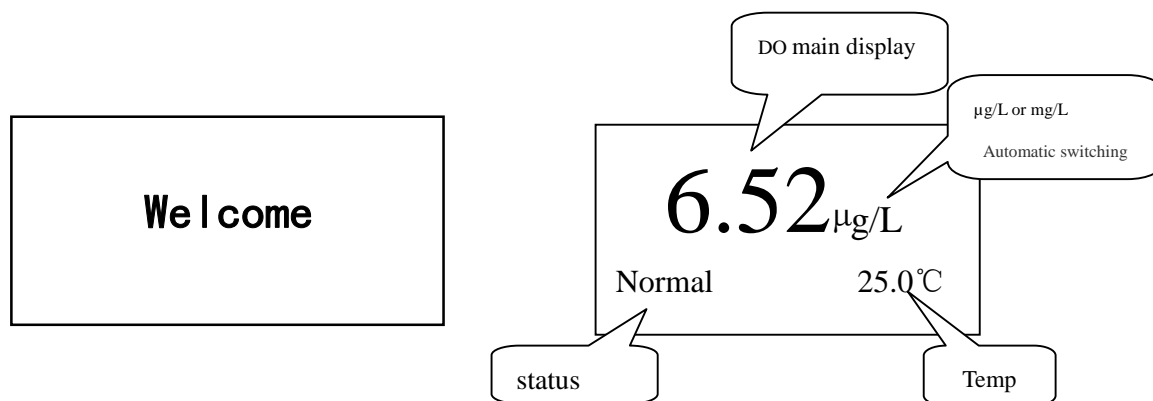 DO main display
µg/L or mg/L
Automatic switching
Welcome
6.52µg/L
Normal 25.0℃
status
Temp